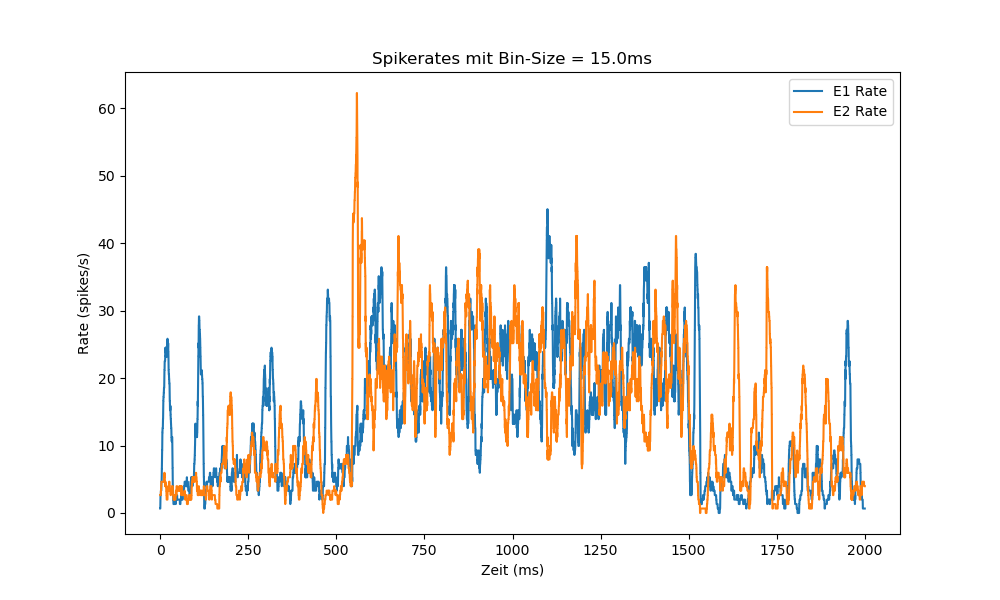 Spikerates mit Bin-Size = 15.0ms
E1 Rate
E2 Rate
60
50
40
30
20
10
0
Rate (spikes/s)
0 250 500 750 1000 1250 1500 1750 2000
Zeit (ms)